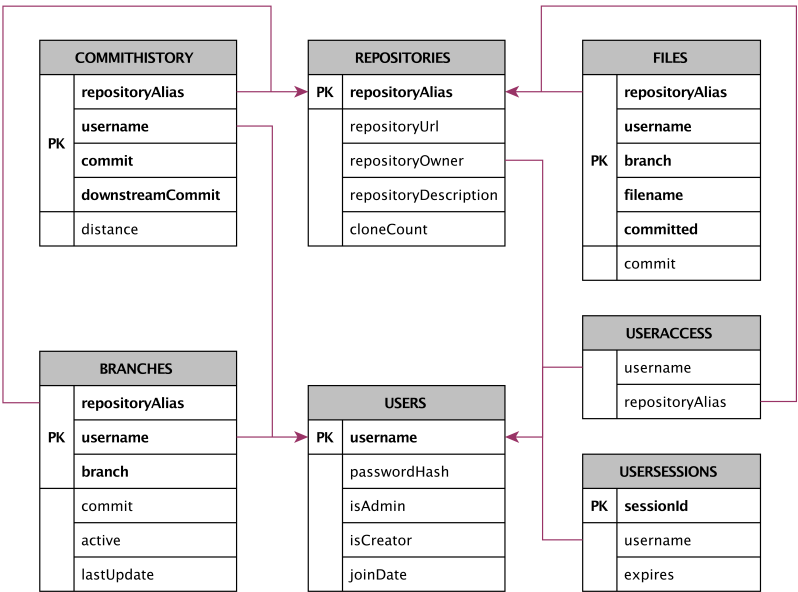 COMMITHISTORY
repositoryAlias
username
PK
commit
downstreamCommit
distance
REPOSITORIES
PK repositoryAlias
repositoryUrl
repositoryOwner
repositoryDescription
cloneCount
FILES
repositoryAlias
username
PK branch
filename
committed
commit
BRANCHES
repositoryAlias
PK username
branch
commit
active
lastUpdate
USERS
PK username
passwordHash
isAdmin
isCreator
joinDate
USERACCESS
username
repositoryAlias
USERSESSIONS
PK sessionId
username
expires